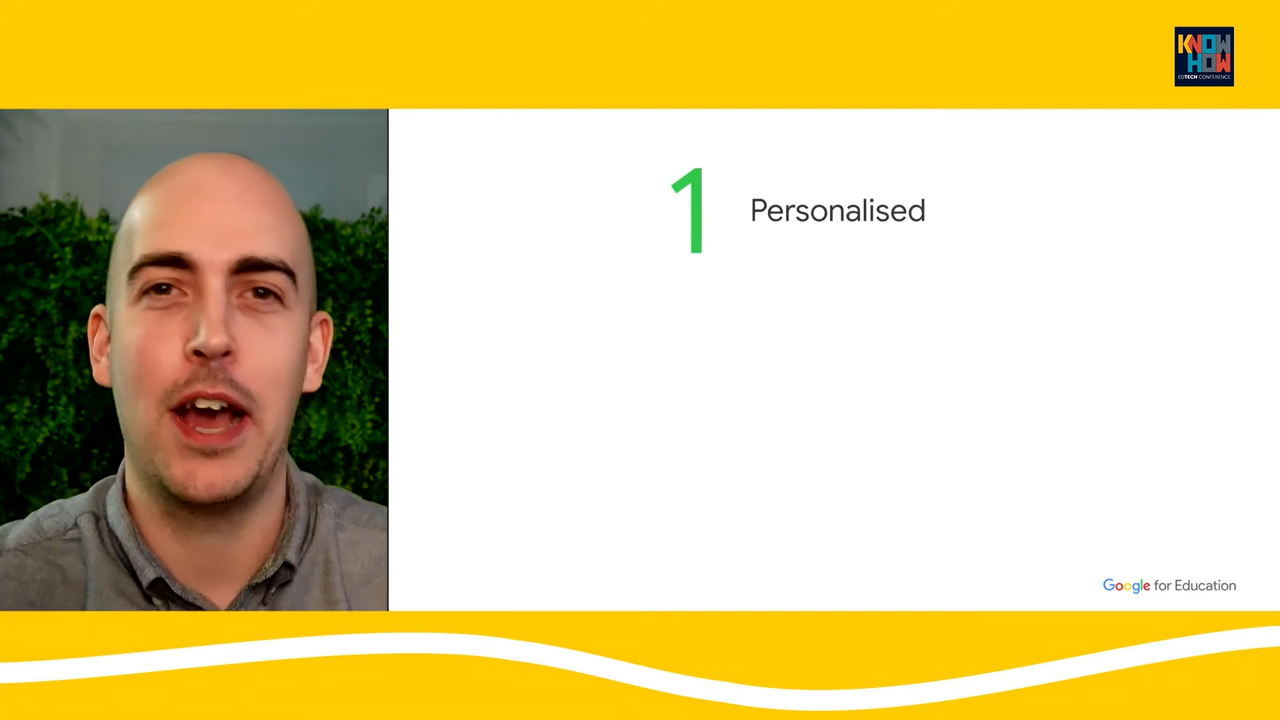 KNOW
HOW
EDTECH CONFERENCE
1 Personalised
Google for Education